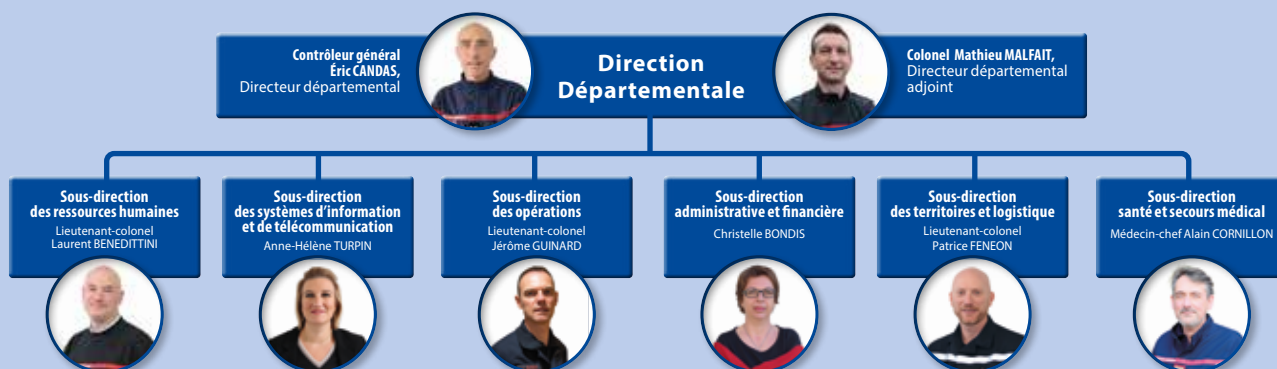 Contrôleur général
Éric CANDAS,
Directeur départemental
Direction
Départementale
Colonel Mathieu MALFAIT,
Directeur départemental
adjoint
Sous-direction
des ressources humaines
Lieutenant-colonel
Laurent BENEDITTINI
Sous-direction
des systèmes d'information
et de télécommunication
Anne-Hélène TURPIN
Sous-direction
des opérations
Lieutenant-colonel
Jérôme GUINARD
Sous-direction
administrative et financière
Christelle BONDIS
Sous-direction
des territoires et logistique
Lieutenant-colonel
Patrice FENEON
Sous-direction
santé et secours médical
Médecin-chef Alain CORNILLON